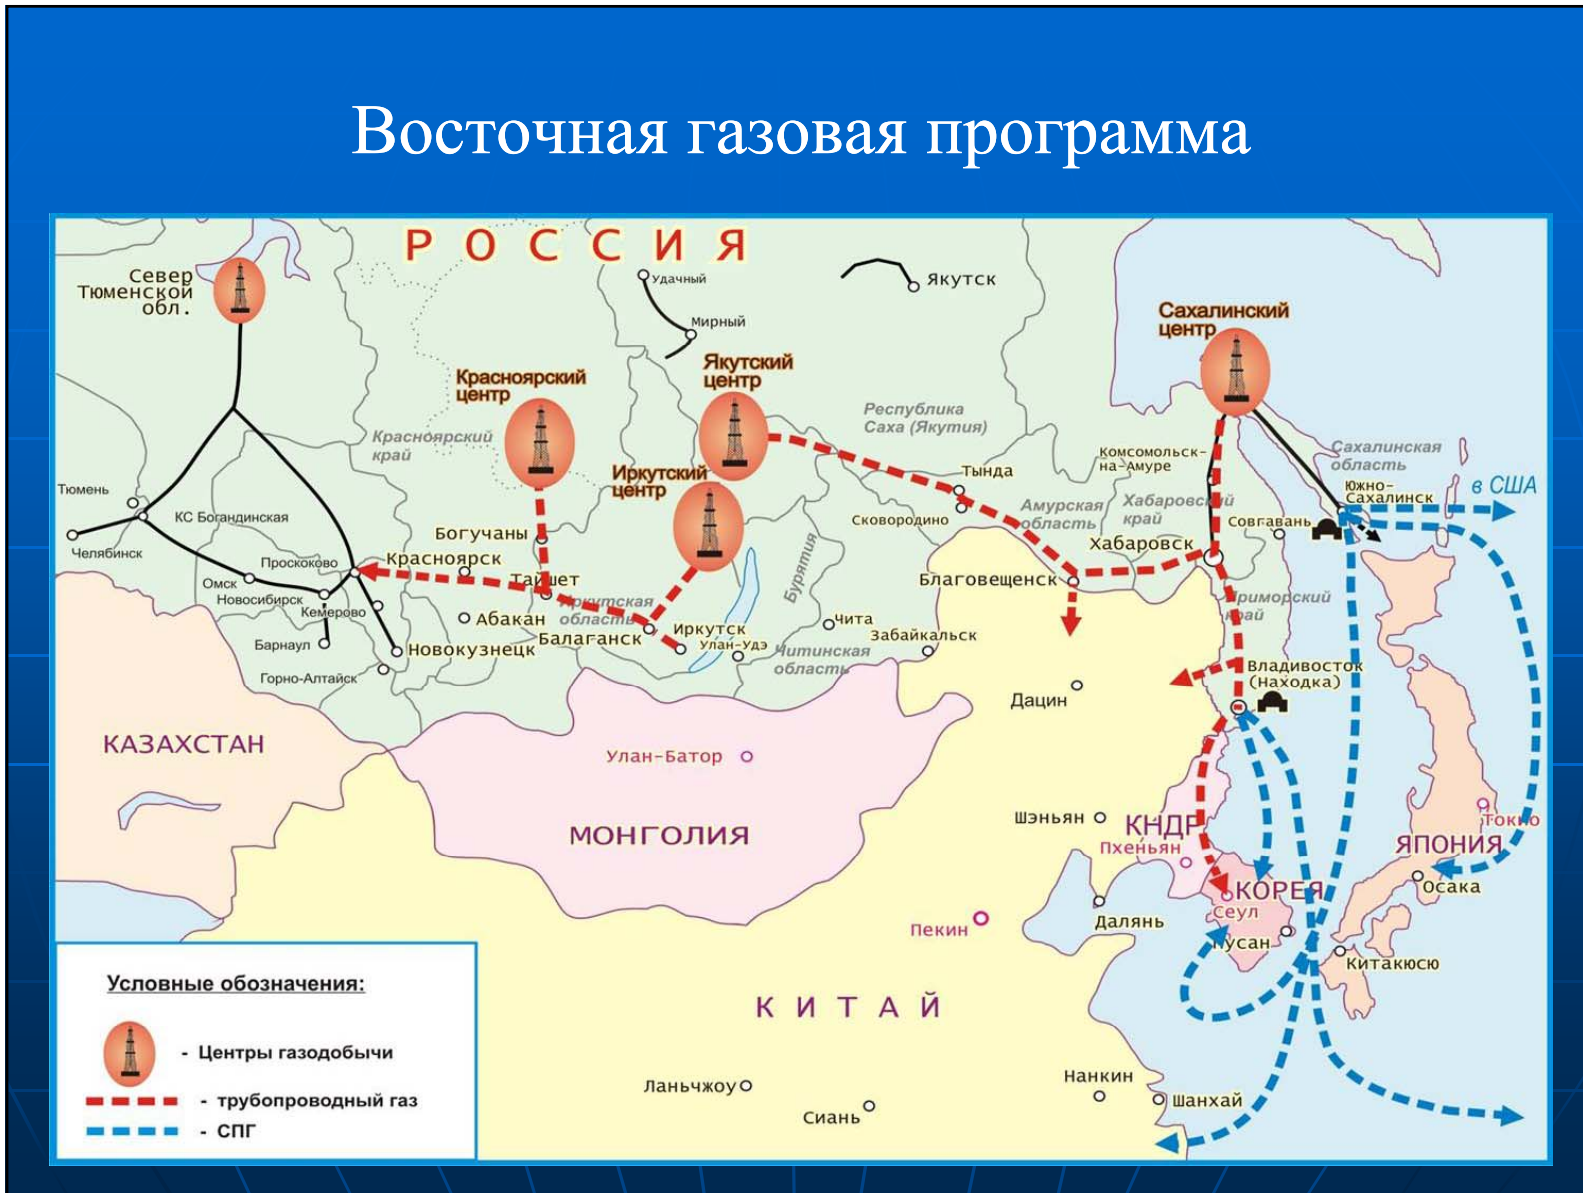 Восточная газовая программа
РОССИЯ
Север
Тюменской
обл.
Удачный
Якутск
Мирный
Сахалинский
центр
Якутский
центр
Красноярский
центр
Иркутский
центр
Республика
Саха (Якутия)
Красноярский
край
Сахалинская
область
Комсомольск-
на-Амуре
Тында
Тюмень
КС Богандинская
Южно-
Сахалинск
в США
Сковородино
Амурская
область
Хабаровский
край
Совгавань
Челябинск
Богучаны
Проскоково
Красноярск
Хабаровск
Бурятия
Омск
Тайшет
Благовещенск
Новосибирск
Кемерово
Иркутская
область
Приморский
край
Абакан
Балаганск
Иркутск
Чита
Забайкальск
Барнаул
Новокузнецк
Улан-Удэ
Читинская
область
Горно-Алтайск
Владивосток
(Находка)
Дацин
КАЗАХСТАН
Улан-Батор
МОНГОЛИЯ
Шэньян
КНДР
Пхеньян
Токио
ЯПОНИЯ
КОРЕЯ
Осака
Сеул
Далянь
Пекин
Пусан
Китакюсю
КИТАЙ
Ланьчжоу
Сиань
Нанкин
Шанхай
Условные обозначения:
- Центры газодобычи
- трубопроводный газ
- СПГ